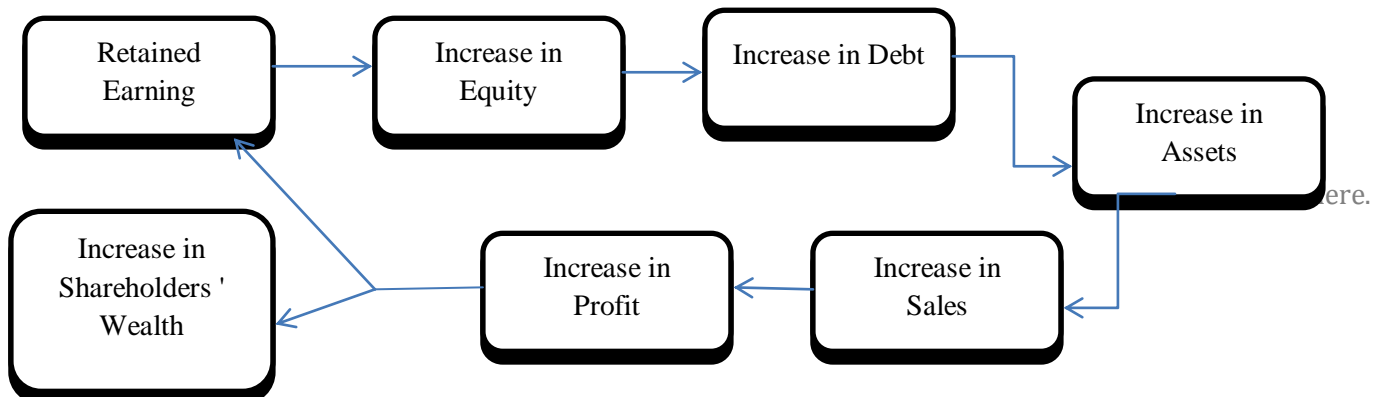 Retained
Earning
Increase in
Equity
Increase in Debt
Increase in
Assets
Increase in
Sales
Increase in
Profit
Increase in
Shareholders '
Wealth